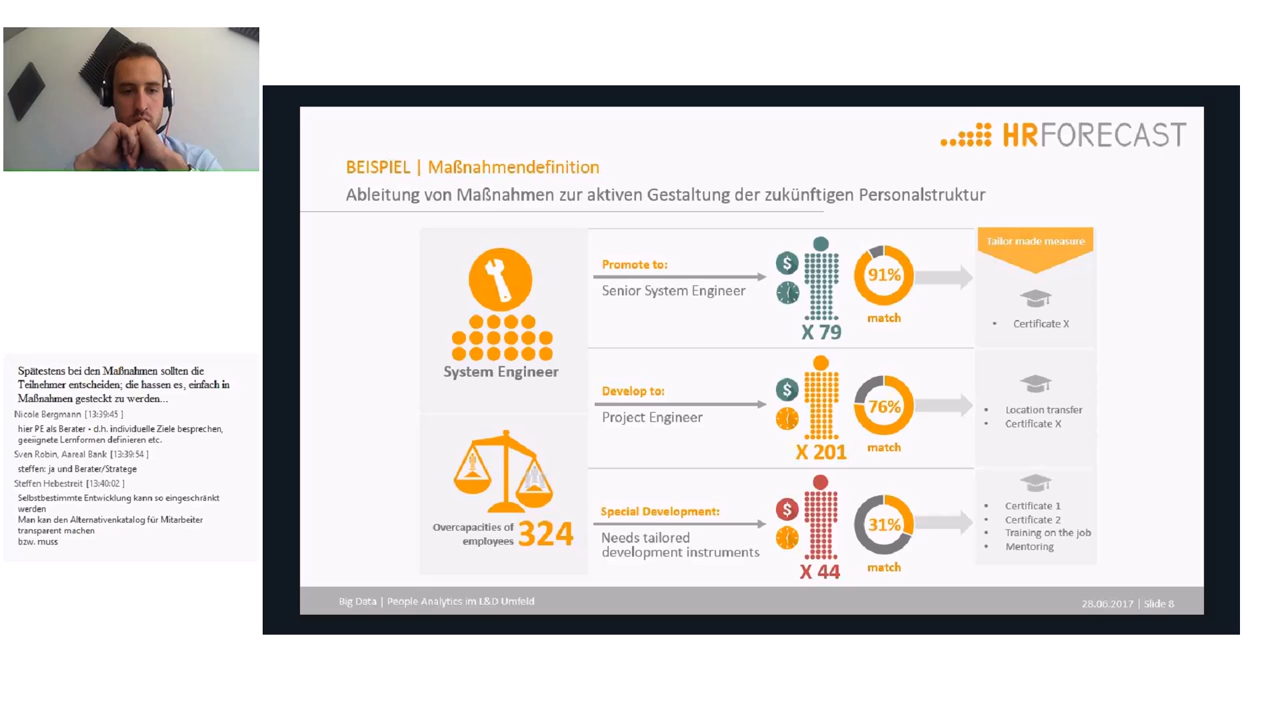 HRFORECAST
BEISPIEL | Maßnahmendefinition
Ableitung von Maßnahmen zur aktiven Gestaltung der zukünftigen Personalstruktur
System Engineer
Overcapacities of
employees 324
Promote to:
Senior System Engineer
$
X 79
91%
match
Tailor made measure
• Certificate X
Develop to:
Project Engineer
$
X 201
76%
match
• Location transfer
• Certificate X
Special Development:
Needs tailored
development instruments
$
X 44
31%
match
• Certificate 1
• Certificate 2
• Training on the job
• Mentoring
Big Data | People Analytics im L&D Umfeld
28.06.2017 | Slide 8
Spätestens bei den Maßnahmen sollten die
Teilnehmer entscheiden; die hassen es, einfach in
Maßnahmen gesteckt zu werden...
Nicole Bergmann [13:39:45 ]
hier PE als Berater - d.h. individuelle Ziele besprechen,
geeiignete Lernformen definieren etc.
Sven Robin, Aareal Bank [13:39:54 ]
steffen: ja und Berater/Stratege
Steffen Hebestreit [13:40:02 ]
Selbstbestimmte Entwicklung kann so eingeschränkt
werden
Man kan den Alternativenkatalog für Mitarbeiter
transparent machen
bzw. muss